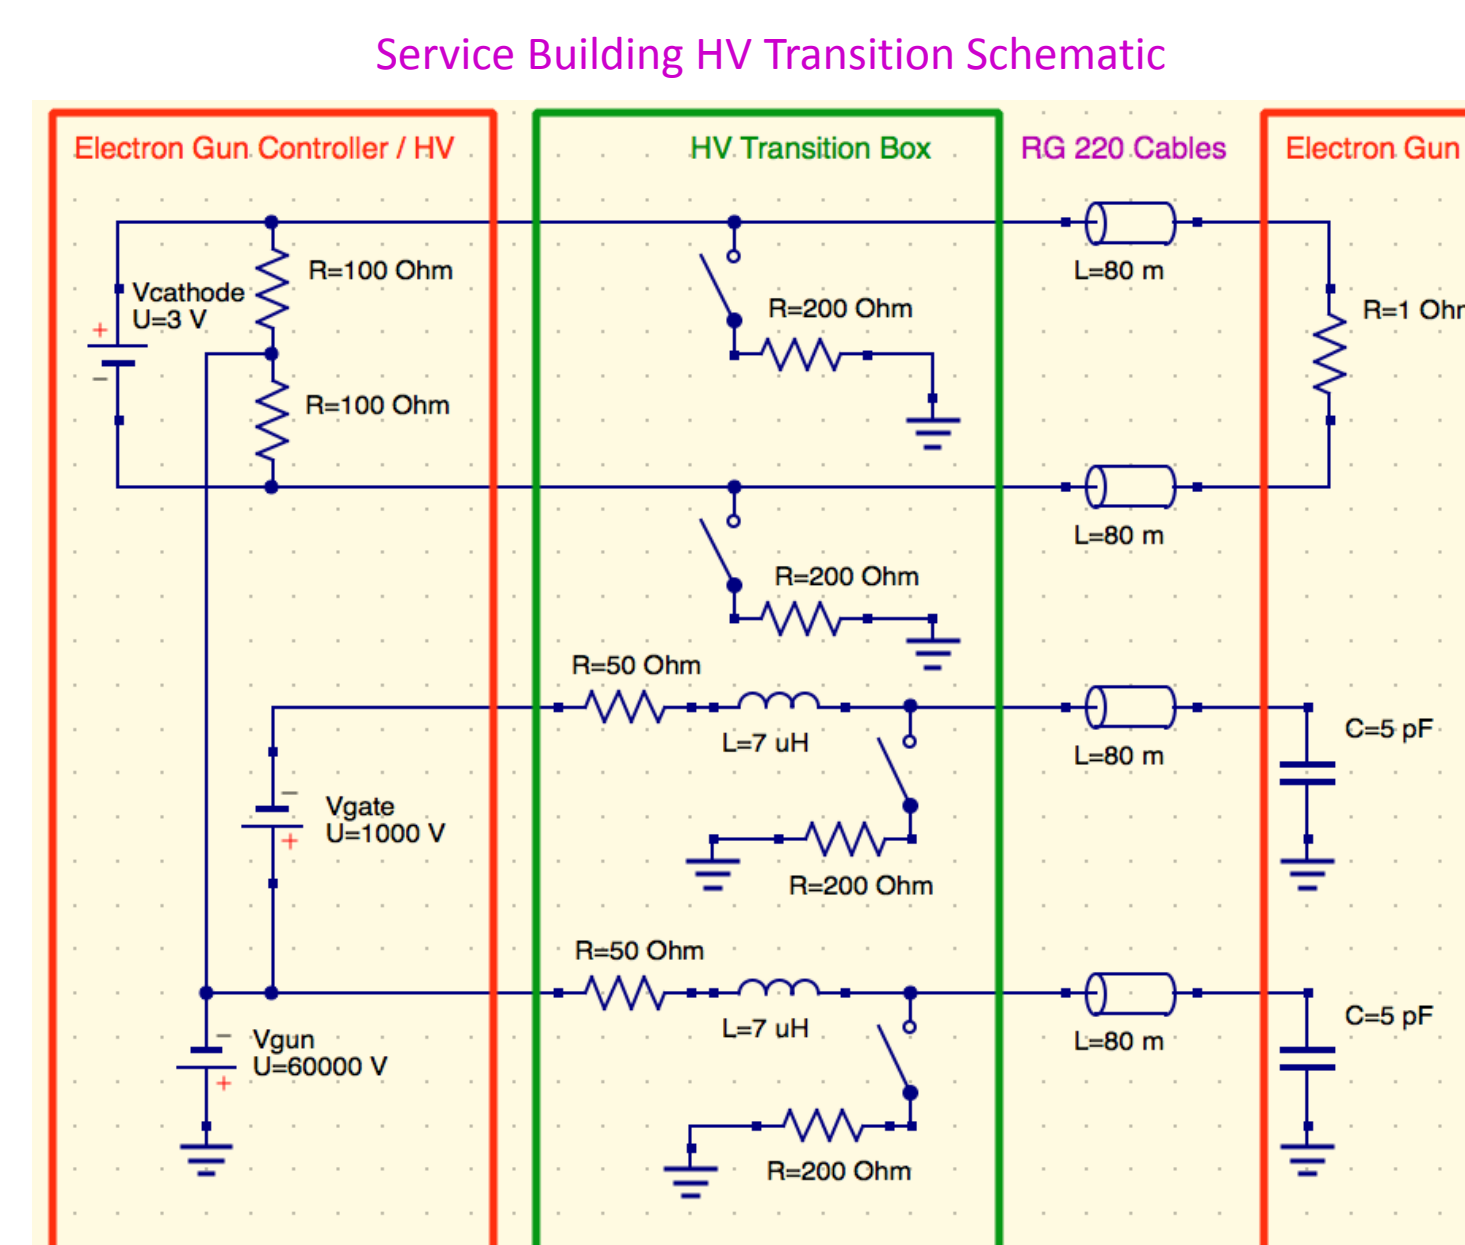 Service Building HV Transition Schematic
Electron Gun Controller / HV
HV Transition Box
RG 220 Cables
Electron Gun
R=100 Ohm
L=80 m
Vcathode
U=3 V
R=200 Ohm
R=1 Ohr
+
−
R=100 Ohm
L=80 m
R=200 Ohm
R=50 Ohm
L=7 uH
L=80 m
C=5 pF
−
Vgate
U=1000 V
+
R=200 Ohm
R=50 Ohm
L=7 uH
L=80 m
C=5 pF
−
Vgun
U=60000 V
+
R=200 Ohm